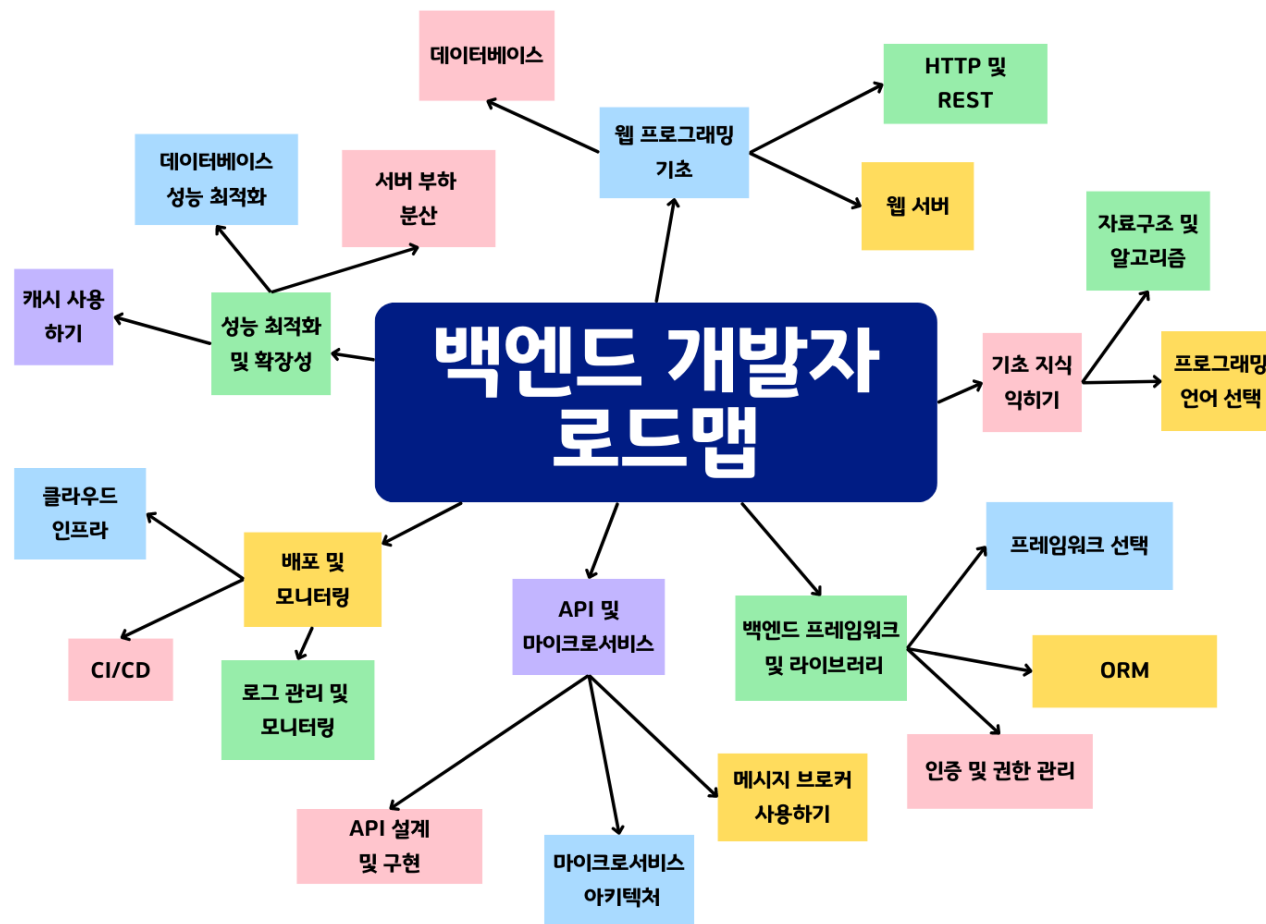 데이터베이스
HTTP 및
REST
웹 프로그래밍
기초
웹 서버
데이터베이스
성능 최적화
서버 부하
분산
자료구조 및
알고리즘
캐시 사용
하기
성능 최적화
및 확장성
백엔드 개발자
로드맵
기초 지식
익히기
프로그래밍
언어 선택
클라우드
인프라
배포 및
모니터링
CI/CD
로그 관리 및
모니터링
API 및
마이크로서비스
백엔드 프레임워크
및 라이브러리
프레임워크 선택
ORM
인증 및 권한 관리
API 설계
및 구현
마이크로서비스
아키텍처
메시지 브로커
사용하기